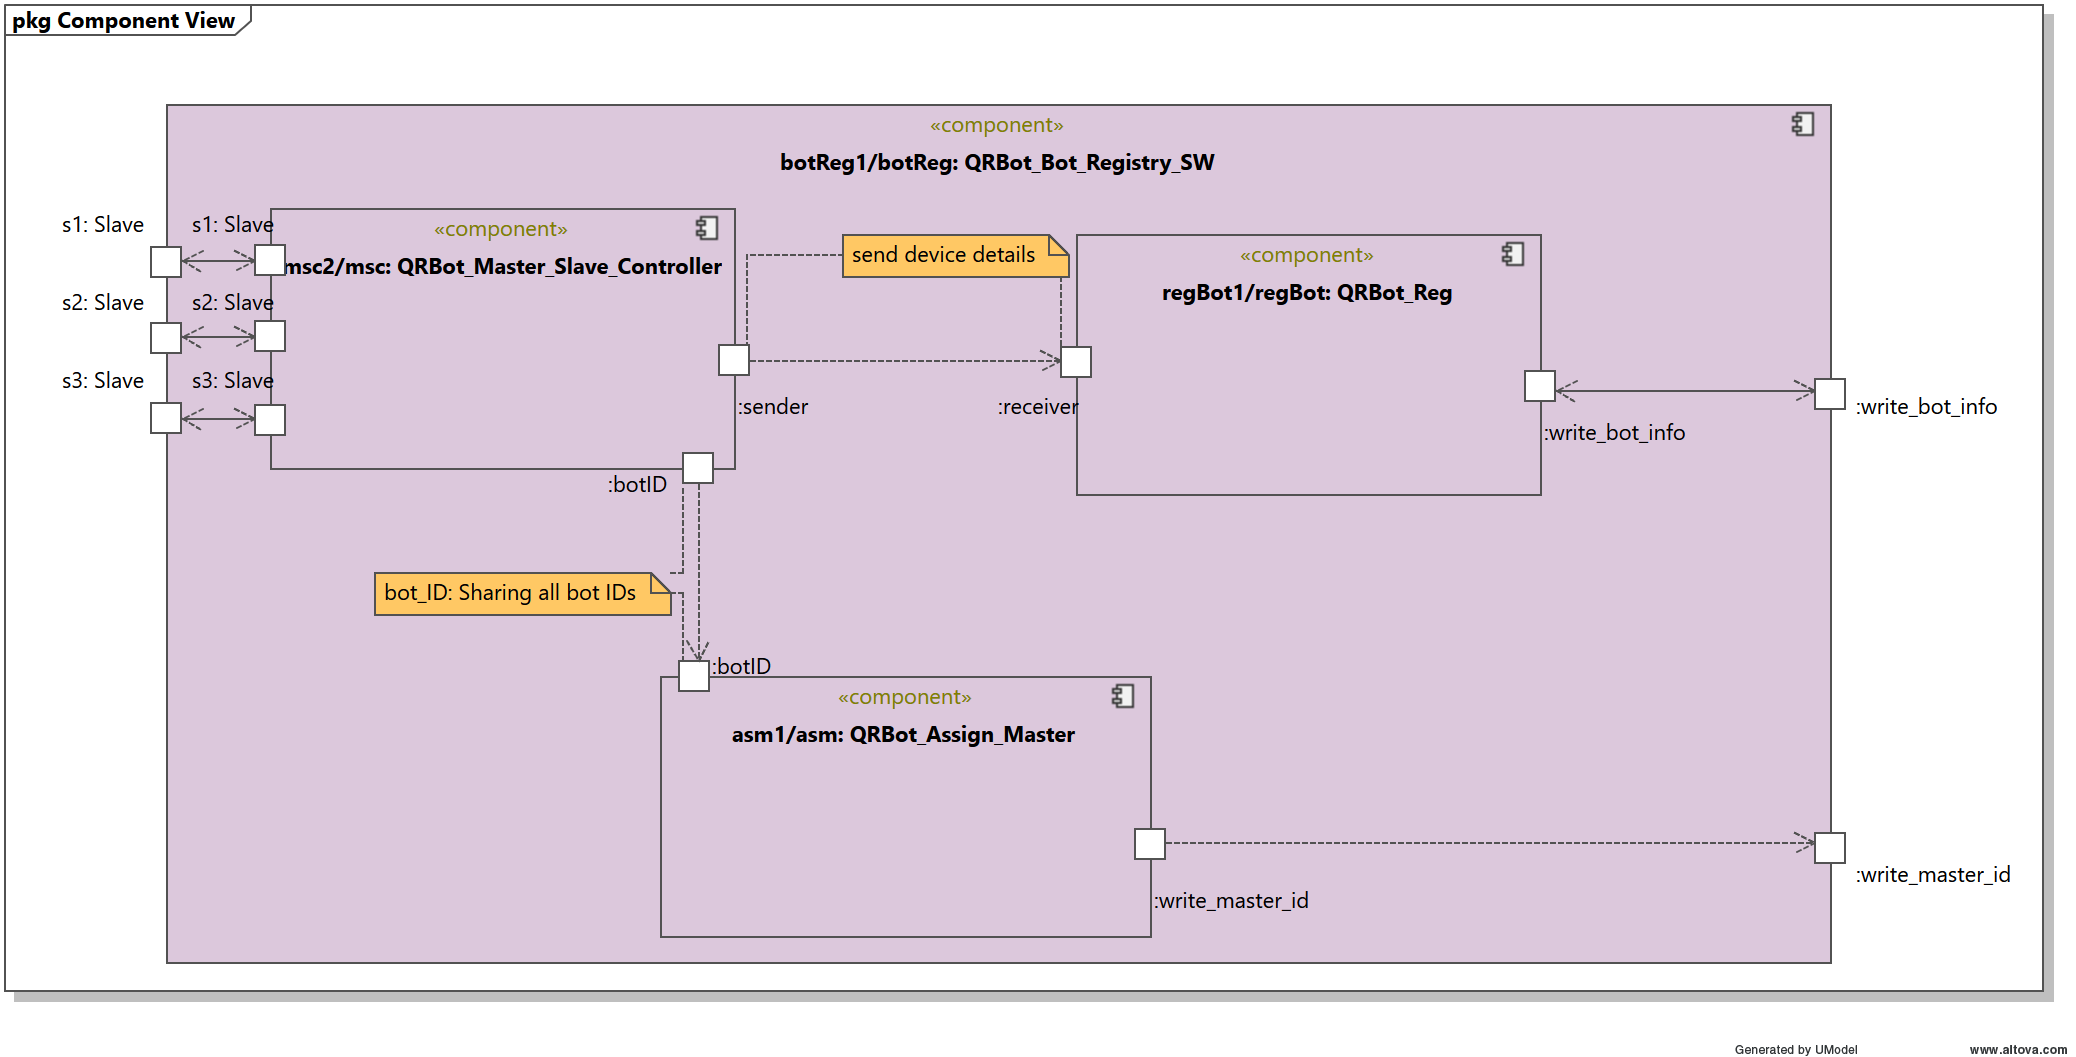 pkg Component View
«component»
botReg1/botReg: QRBot_Bot_Registry_SW
s1: Slave
s1: Slave
«component»
msc2/msc: QRBot_Master_Slave_Controller
send device details
«component»
regBot1/regBot: QRBot_Reg
s2: Slave
s2: Slave
s3: Slave
s3: Slave
:sender
:receiver
:write_bot_info
:write_bot_info
:botID
bot_ID: Sharing all bot IDs
:botID
«component»
asm1/asm: QRBot_Assign_Master
:write_master_id
:write_master_id
Generated by UModel
www.altova.com